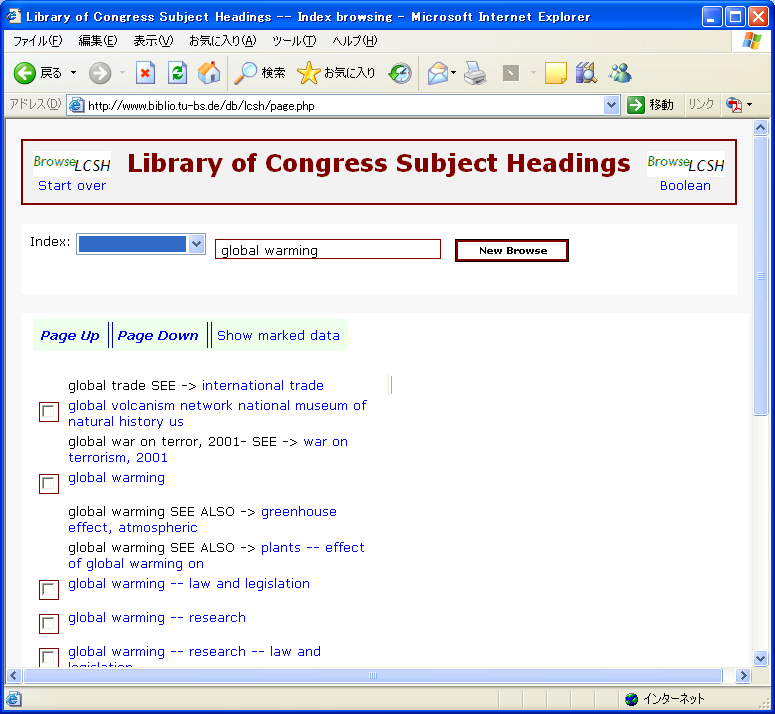 Library of Congress Subject Headings -- Index browsing - Microsoft Internet Explorer
ファイル(F) 編集(E) 表示(V) お気に入り(A) ツール(T) ヘルプ(H)
戻る 検索 お気に入り
アドレス(D) http://www.biblio.tu-bs.de/db/lcsh/page.php 移動 リンク
BrowseLCSH Library of Congress Subject Headings BrowseLCSH
Start over Boolean
Index: global warming New Browse
Page Up Page Down Show marked data
global trade SEE -> international trade
global volcanism network national museum of
natural history us
global war on terror, 2001- SEE -> war on
terrorism, 2001
global warming
global warming SEE ALSO -> greenhouse
effect, atmospheric
global warming SEE ALSO -> plants -- effect
of global warming on
global warming -- law and legislation
global warming -- research
global warming -- research -- law and
legislation
インターネット